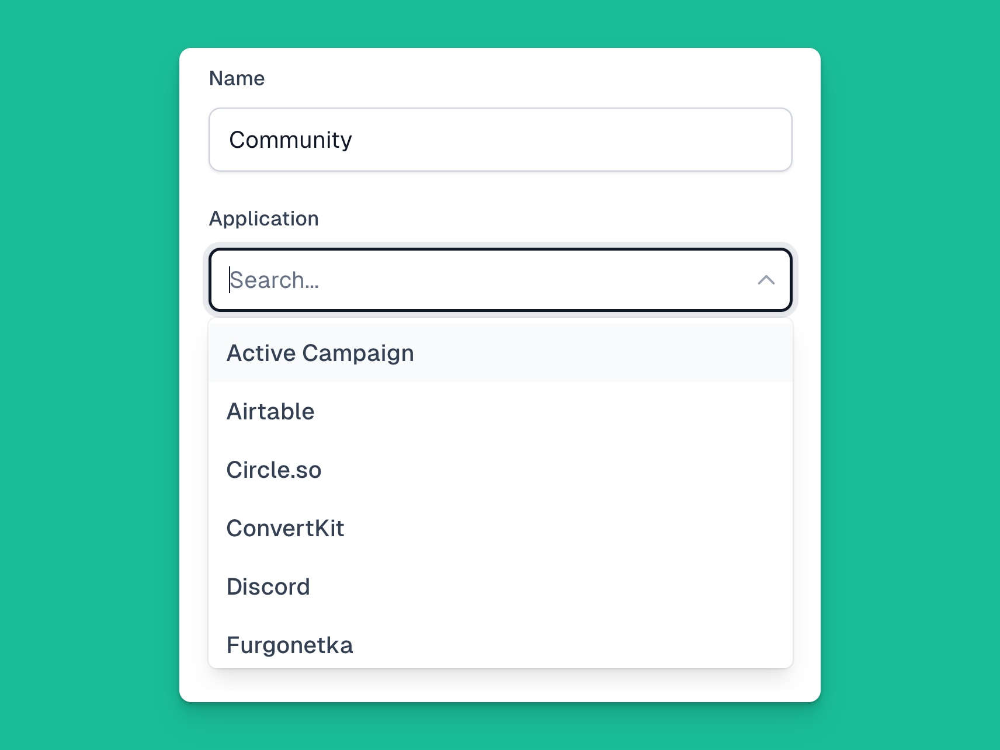 Name
Community
Application
Search...
Active Campaign
Airtable
Circle.so
ConvertKit
Discord
Furgonetka